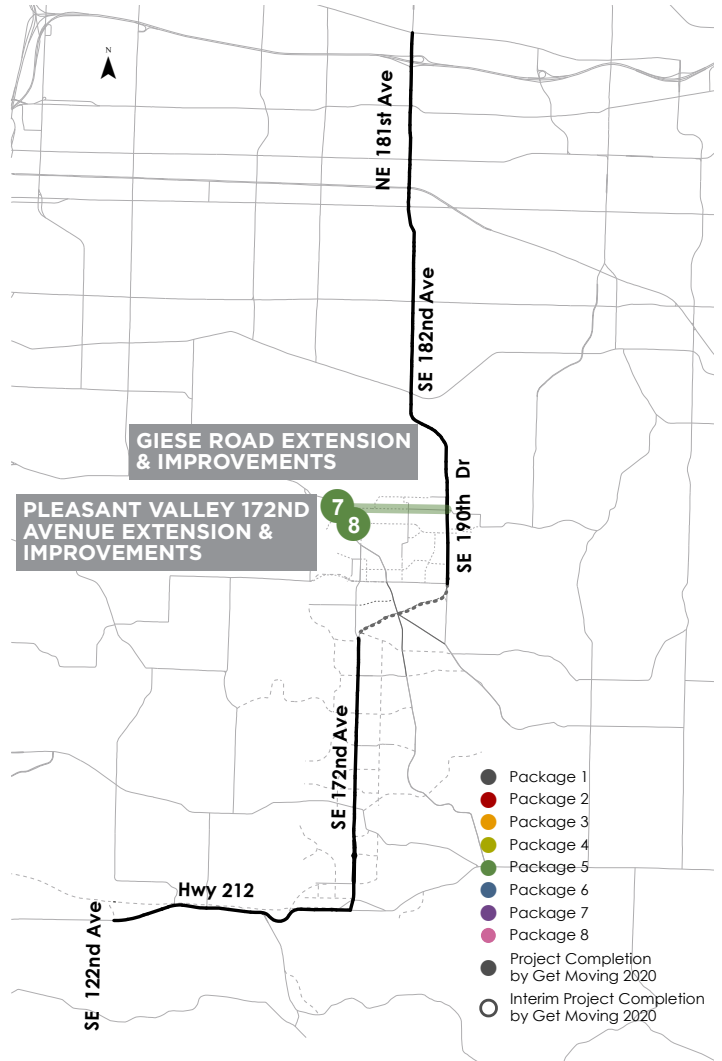 N
NE 181st Ave
SE 182nd Ave
GIESE ROAD EXTENSION
& IMPROVEMENTS
SE 190th Dr
7
PLEASANT VALLEY 172ND
AVENUE EXTENSION &
IMPROVEMENTS
8
SE 172nd Ave
Hwy 212
SE 122nd Ave
Package 1
Package 2
Package 3
Package 4
Package 5
Package 6
Package 7
Package 8
Project Completion
by Get Moving 2020
Interim Project Completion
by Get Moving 2020